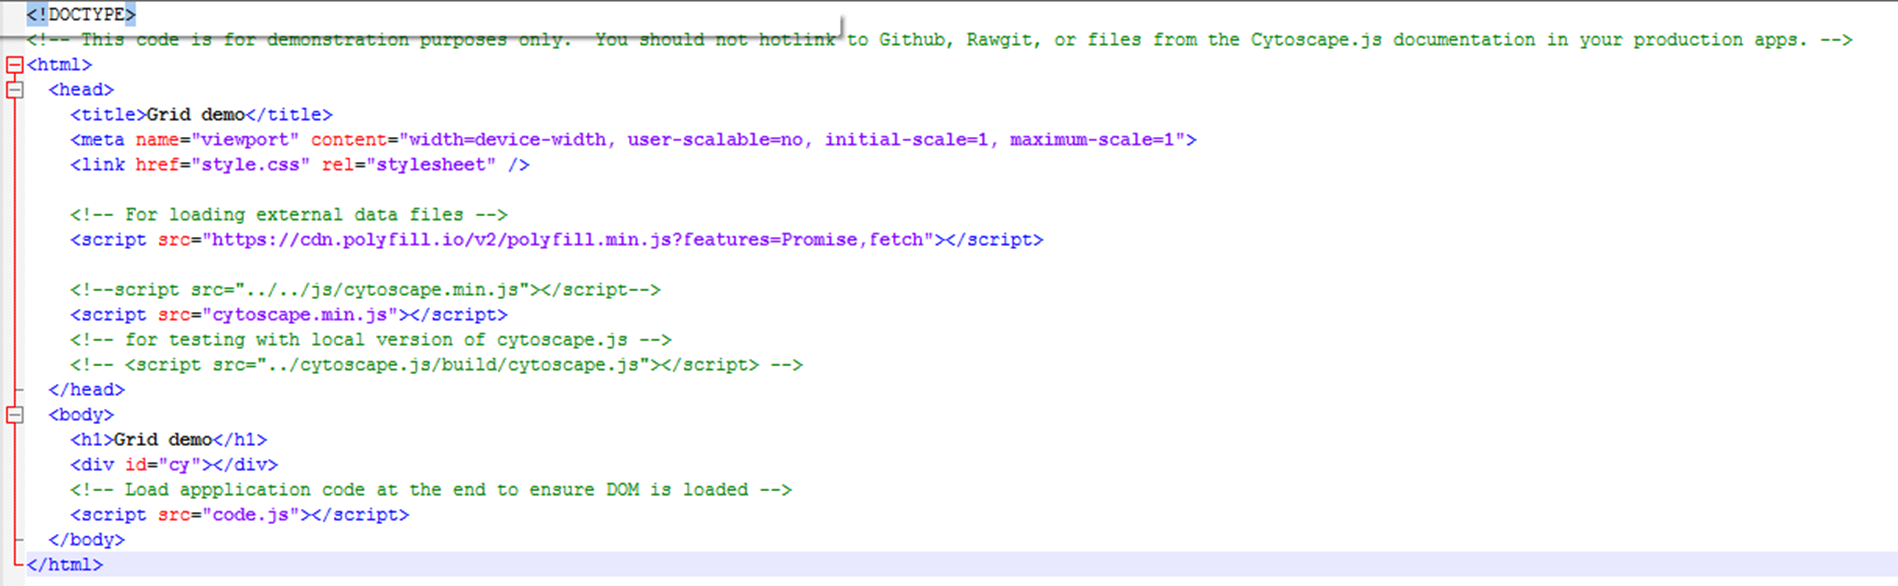 <!DOCTYPE>
<!-- This code is for demonstration purposes only.  You should not hotlink to Github, Rawgit, or files from the Cytoscape.js documentation in your production apps. -->
<html>
  <head>
    <title>Grid demo</title>
    <meta name="viewport" content="width=device-width, user-scalable=no, initial-scale=1, maximum-scale=1">
    <link href="style.css" rel="stylesheet" />

    <!-- For loading external data files -->
    <script src="https://cdn.polyfill.io/v2/polyfill.min.js?features=Promise,fetch"></script>

    <!--script src="../../js/cytoscape.min.js"></script-->
    <script src="cytoscape.min.js"></script>
    <!-- for testing with local version of cytoscape.js -->
    <!-- <script src="../cytoscape.js/build/cytoscape.js"></script> -->
  </head>
  <body>
    <h1>Grid demo</h1>
    <div id="cy"></div>
    <!-- Load appplication code at the end to ensure DOM is loaded -->
    <script src="code.js"></script>
  </body>
</html>